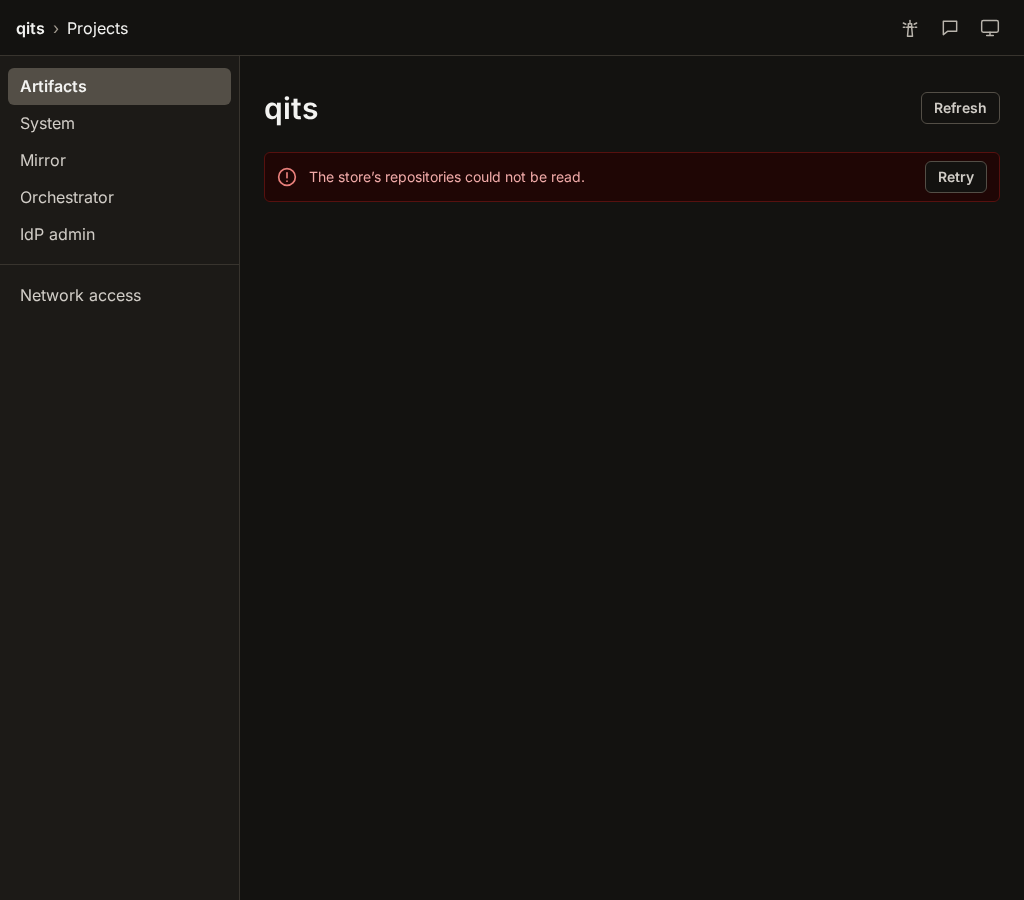 qits › Projects
Artifacts
System
Mirror
Orchestrator
IdP admin
Network access
qits
Refresh
The store’s repositories could not be read.
Retry